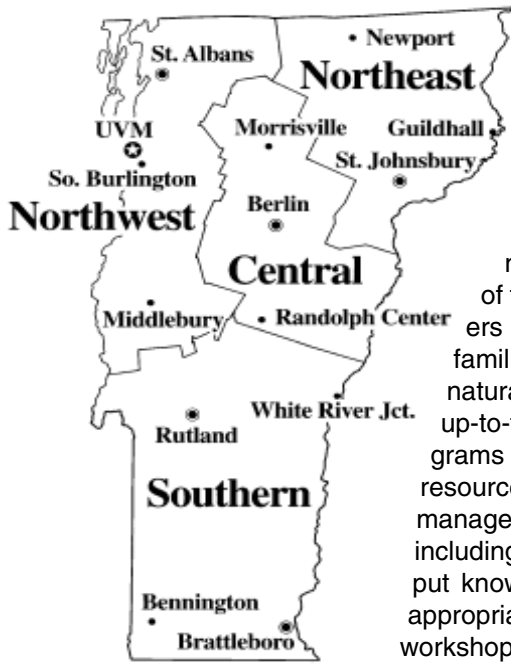 Newport
St. Albans
Northeast
UVM
Morrisville
Guildhall
St. Johnsbury
So. Burlington
Berlin
Northwest
Central
Middlebury
Randolph Center
White River Jct.
Rutland
Southern
Bennington
Brattleboro
of
ers
famil
natura
up-to-
grams
resource
manage
including
put know
appropria
workshop